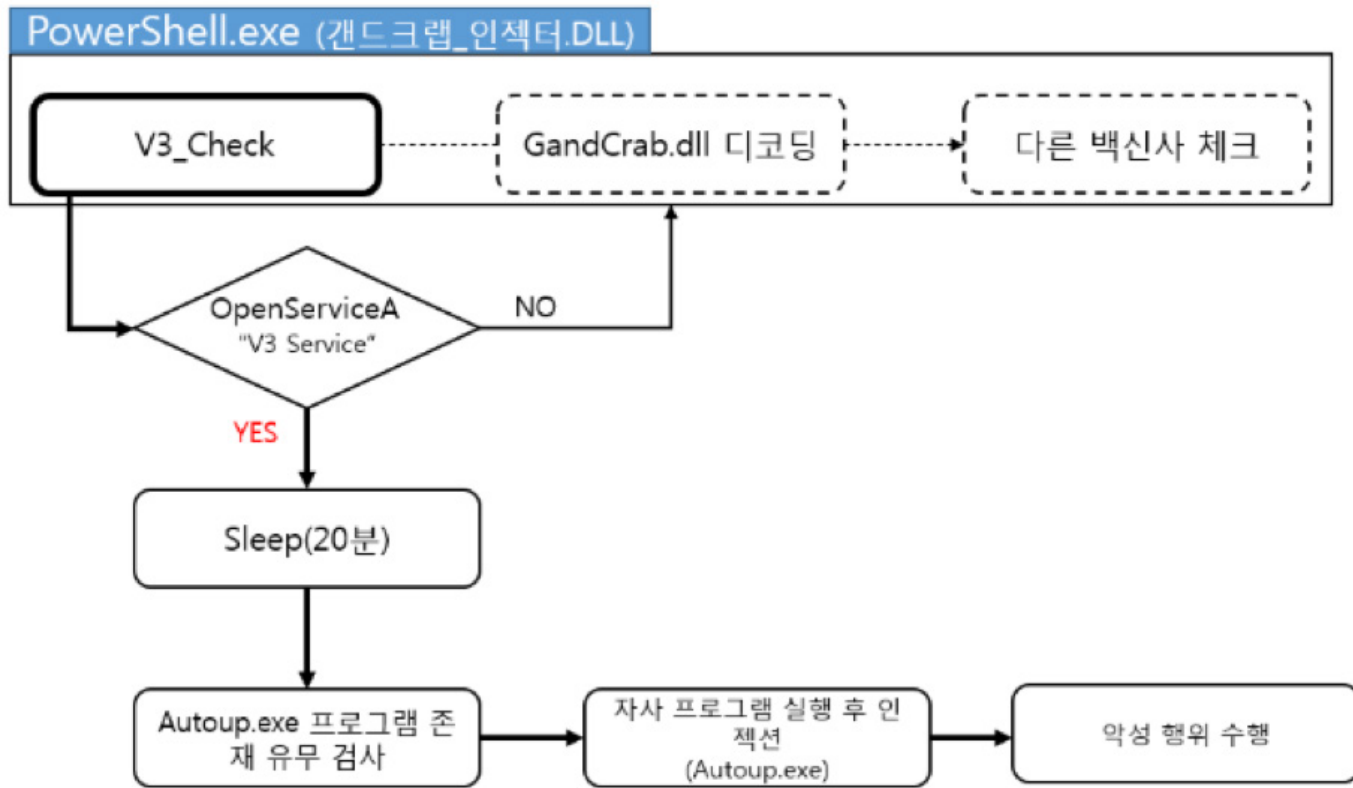 PowerShell.exe (갠드크랩_인젝터.DLL)
V3_Check
GandCrab.dll 디코딩
다른 백신사 체크
OpenServiceA
"V3 Service"
NO
YES
Sleep(20분)
Autoup.exe 프로그램 존
재 유무 검사
자사 프로그램 실행 후 인
젝션
(Autoup.exe)
악성 행위 수행